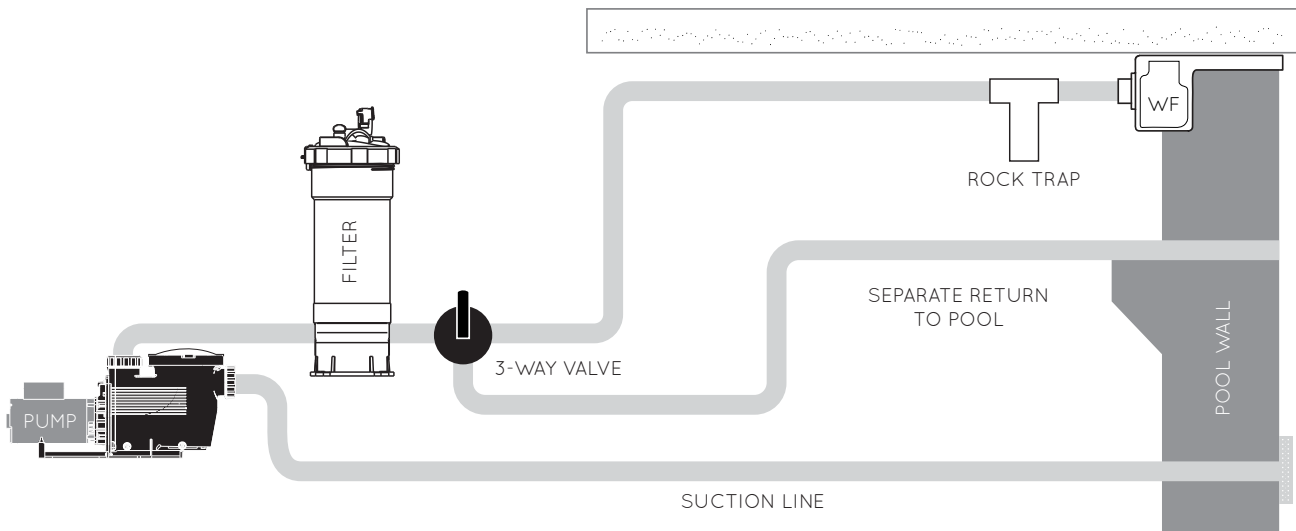 WF
ROCK TRAP
FILTER
SEPARATE RETURN
TO POOL
3-WAY VALVE
POOL WALL
PUMP
SUCTION LINE